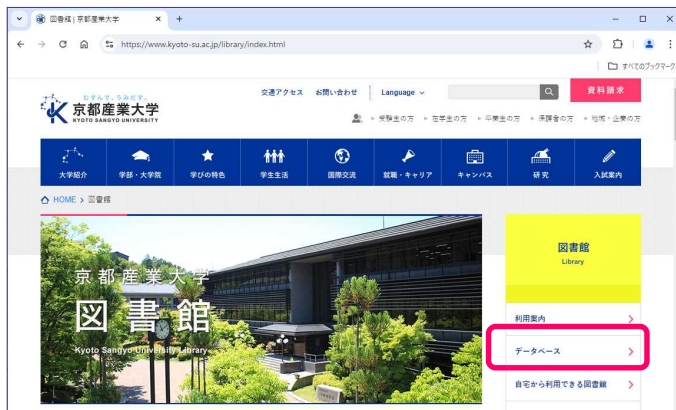 図書館 | 京都産業大学
https://www.kyoto-su.ac.jp/library/index.html
すべてのブックマーク
むすんで、うみだす。
京都産業大学
KYOTO SANGYO UNIVERSITY
交通アクセス お問い合わせ Language 資料請求
受験生の方 在学生の方 卒業生の方 保護者の方 地域・企業の方
大学紹介 学部・大学院 学びの特色 学生生活 国際交流 就職・キャリア キャンパス 研究 入試案内
HOME > 図書館
京都産業大学
図書館
Kyoto Sangyo University Library
図書館
Library
利用案内
データベース
自宅から利用できる図書館